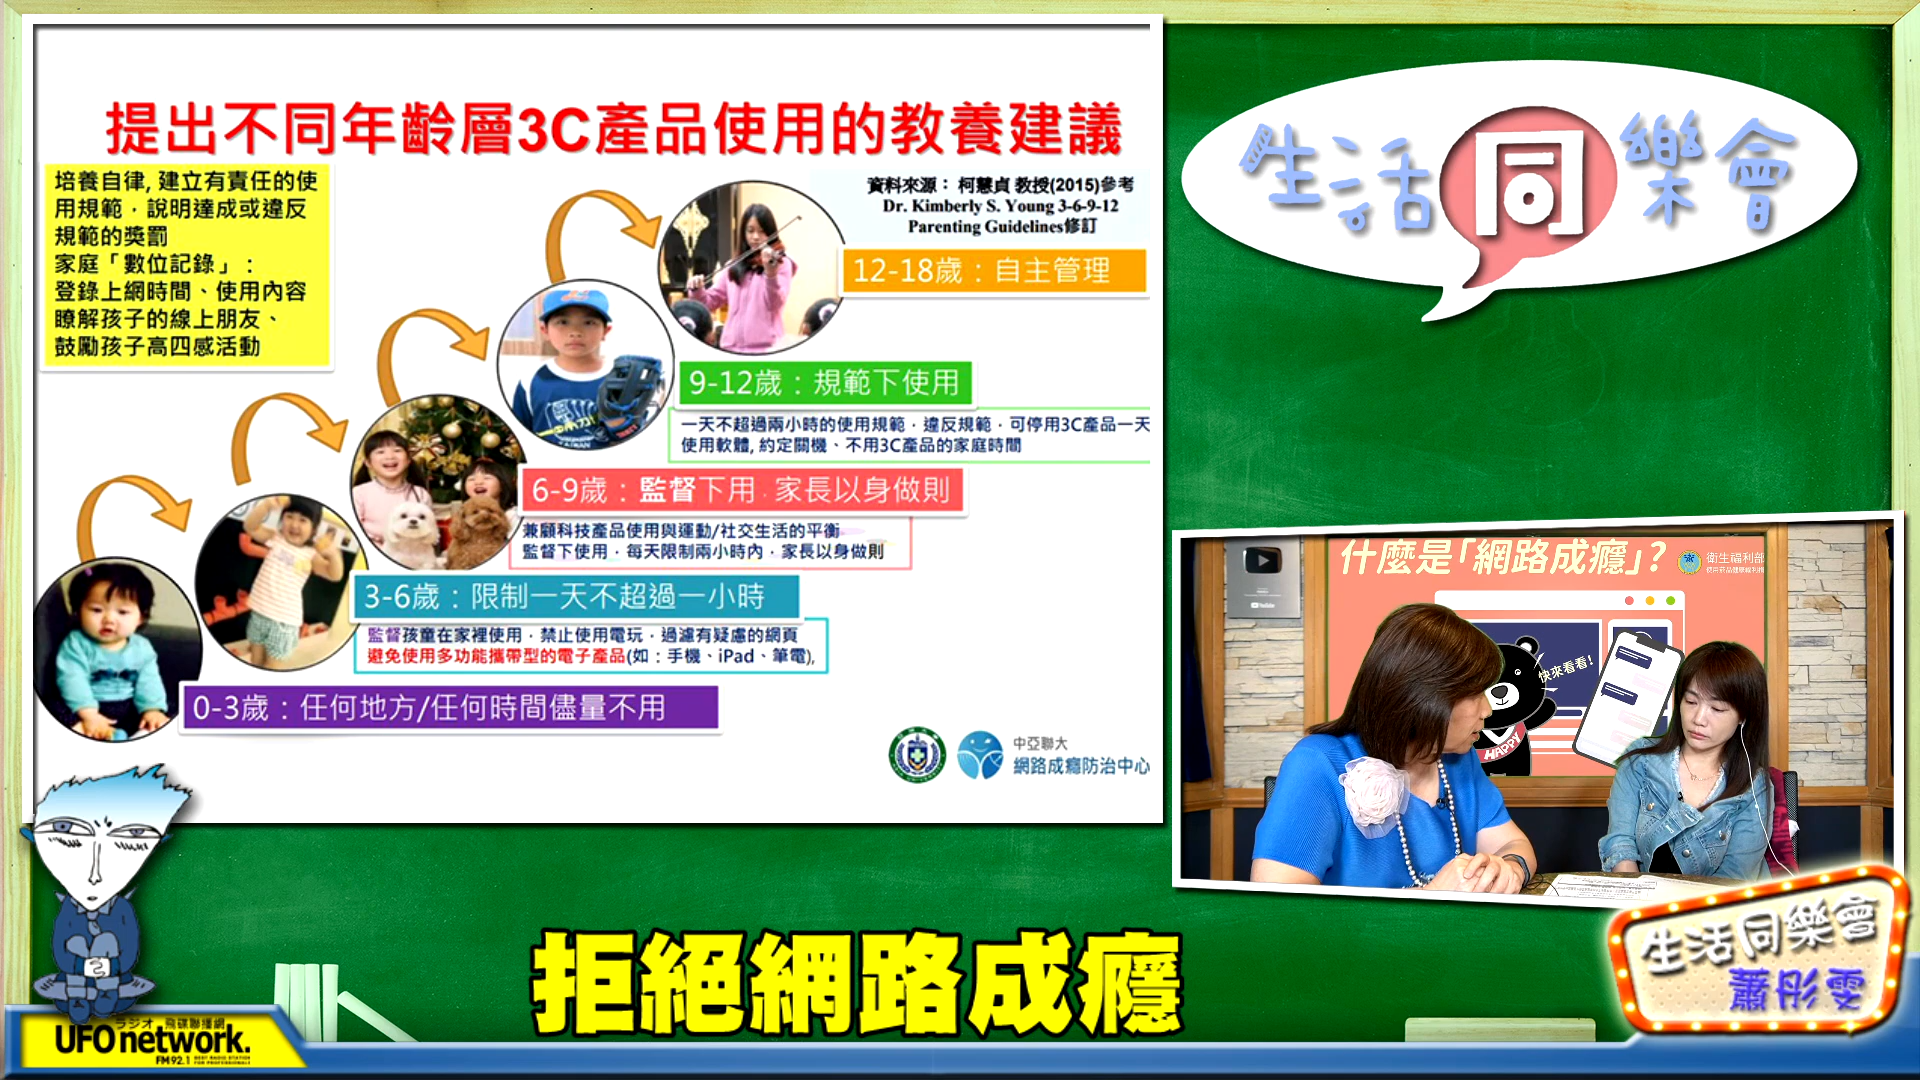 提出不同年齡層3C產品使用的教養建議
培養自律,建立有責任的使
用規範，說明達成或違反
規範的獎罰
家庭「數位記錄」：
登錄上網時間、使用內容
瞭解孩子的線上朋友、
鼓勵孩子高四感活動
資料來源： 柯慧貞 教授(2015)參考
Dr. Kimberly S. Young 3-6-9-12
Parenting Guidelines修訂
12-18歲：自主管理
9-12歲：規範下使用
一天不超過兩小時的使用規範，違反規範，可停用3C產品一天
使用軟體,約定關機、不用3C產品的家庭時間
6-9歲：監督下用，家長以身做則
兼顧科技產品使用與運動/社交生活的平衡
監督下使用，每天限制兩小時內，家長以身做則
3-6歲：限制一天不超過一小時
監督孩童在家裡使用，禁止使用電玩，過濾有疑慮的網頁
避免使用多功能攜帶型的電子產品(如：手機、iPad、筆電),
0-3歲：任何地方/任何時間儘量不用
中亞聯大
網路成癮防治中心
生活同樂會
什麼是「網路成癮」?
衛生福利部
YouTube
快來看看!
HAPPY
生活同樂會
蕭彤雯
拒絕網路成癮
ラジオ 飛碟聯播網
UFO network.
FM92.1 BEST RADIO STATION
FOR PROFESSIONALS